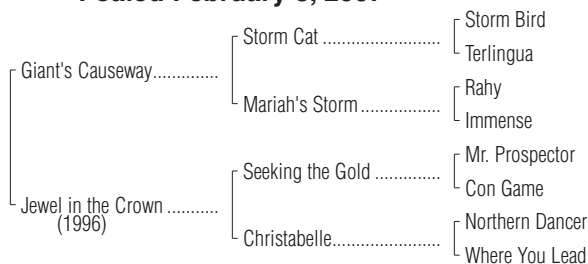 Foaled February 2007
Storm Bird
Storm Cat ........................
Terlingua
Giant's Causeway.............
Rahy
Mariah's Storm ................
Immense
Mr. Prospector
Seeking the Gold .............
Con Game
Jewel in the Crown ..........
(1996)
Northern Dancer
Christabelle.....................
Where You Lead